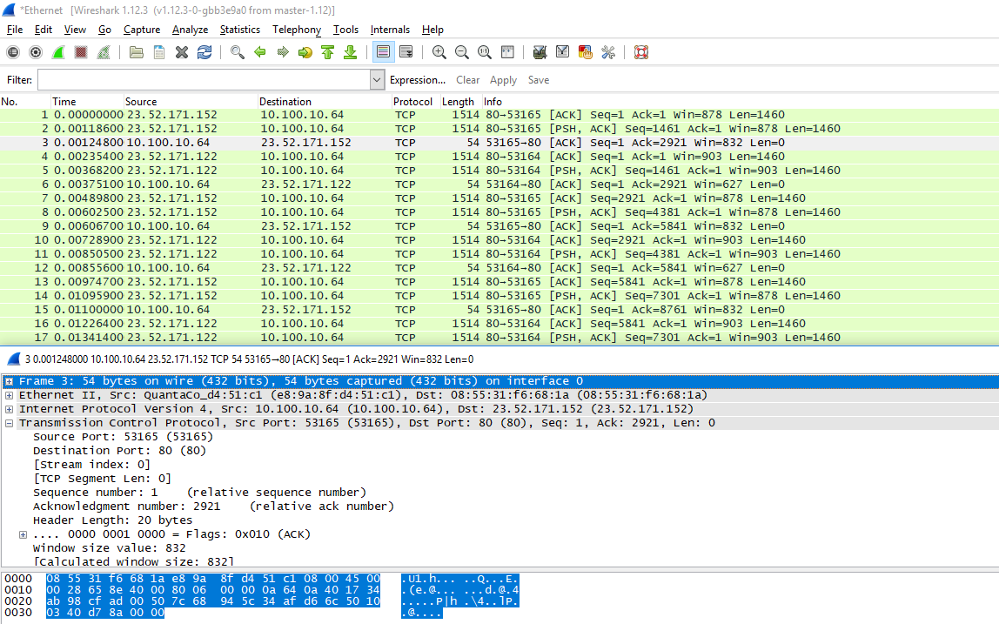 *Ethernet [Wireshark 1.12.3 (v1.12.3-0-gbb3e9a0 from master-1.12)]
File Edit View Go Capture Analyze Statistics Telephony Tools Internals Help
Filter: Expression... Clear Apply Save
No. Time Source Destination Protocol Length Info
1 0.00000000 23.52.171.152 10.100.10.64 TCP 1514 80→53165 [ACK] Seq=1 Ack=1 Win=878 Len=1460
2 0.00118600 23.52.171.152 10.100.10.64 TCP 1514 80→53165 [PSH, ACK] Seq=1461 Ack=1 Win=878 Len=1460
3 0.00124800 10.100.10.64 23.52.171.152 TCP 54 53165→80 [ACK] Seq=1 Ack=2921 Win=832 Len=0
4 0.00235400 23.52.171.122 10.100.10.64 TCP 1514 80→53164 [ACK] Seq=1 Ack=1 Win=903 Len=1460
5 0.00368200 23.52.171.122 10.100.10.64 TCP 1514 80→53164 [PSH, ACK] Seq=1461 Ack=1 Win=903 Len=1460
6 0.00375100 10.100.10.64 23.52.171.122 TCP 54 53164→80 [ACK] Seq=1 Ack=2921 Win=627 Len=0
7 0.00489800 23.52.171.152 10.100.10.64 TCP 1514 80→53165 [ACK] Seq=2921 Ack=1 Win=878 Len=1460
8 0.00602500 23.52.171.152 10.100.10.64 TCP 1514 80→53165 [PSH, ACK] Seq=4381 Ack=1 Win=878 Len=1460
9 0.00606700 10.100.10.64 23.52.171.152 TCP 54 53165→80 [ACK] Seq=1 Ack=5841 Win=832 Len=0
10 0.00728900 23.52.171.122 10.100.10.64 TCP 1514 80→53164 [ACK] Seq=2921 Ack=1 Win=903 Len=1460
11 0.00850500 23.52.171.122 10.100.10.64 TCP 1514 80→53164 [PSH, ACK] Seq=4381 Ack=1 Win=903 Len=1460
12 0.00855600 10.100.10.64 23.52.171.122 TCP 54 53164→80 [ACK] Seq=1 Ack=5841 Win=627 Len=0
13 0.00974700 23.52.171.152 10.100.10.64 TCP 1514 80→53165 [ACK] Seq=5841 Ack=1 Win=878 Len=1460
14 0.01095900 23.52.171.152 10.100.10.64 TCP 1514 80→53165 [PSH, ACK] Seq=7301 Ack=1 Win=878 Len=1460
15 0.01100000 10.100.10.64 23.52.171.152 TCP 54 53165→80 [ACK] Seq=1 Ack=8761 Win=832 Len=0
16 0.01226400 23.52.171.122 10.100.10.64 TCP 1514 80→53164 [ACK] Seq=5841 Ack=1 Win=903 Len=1460
17 0.01341400 23.52.171.122 10.100.10.64 TCP 1514 80→53164 [PSH, ACK] Seq=7301 Ack=1 Win=903 Len=1460
3 0.001248000 10.100.10.64 23.52.171.152 TCP 54 53165→80 [ACK] Seq=1 Ack=2921 Win=832 Len=0
Frame 3: 54 bytes on wire (432 bits), 54 bytes captured (432 bits) on interface 0
Ethernet II, Src: QuantaCo_d4:51:c1 (e8:9a:8f:d4:51:c1), Dst: 08:55:31:f6:68:1a (08:55:31:f6:68:1a)
Internet Protocol Version 4, Src: 10.100.10.64 (10.100.10.64), Dst: 23.52.171.152 (23.52.171.152)
Transmission Control Protocol, Src Port: 53165 (53165), Dst Port: 80 (80), Seq: 1, Ack: 2921, Len: 0
Source Port: 53165 (53165)
Destination Port: 80 (80)
[Stream index: 0]
[TCP Segment Len: 0]
Sequence number: 1 (relative sequence number)
Acknowledgment number: 2921 (relative ack number)
Header Length: 20 bytes
.... 0000 0001 0000 = Flags: 0x010 (ACK)
Window size value: 832
[Calculated window size: 832]
0000 08 55 31 f6 68 1a e8 9a 8f d4 51 c1 08 00 45 00 .U1.h... ..Q...E.
0010 00 28 65 8e 40 00 80 06 00 00 0a 64 0a 40 17 34 .(e.@... ...d.@.4
0020 ab 98 cf ad 00 50 7c 68 94 5c 34 af d6 6c 50 10 .....P|h .\4..lP.
0030 03 40 d7 8a 00 00 .@....